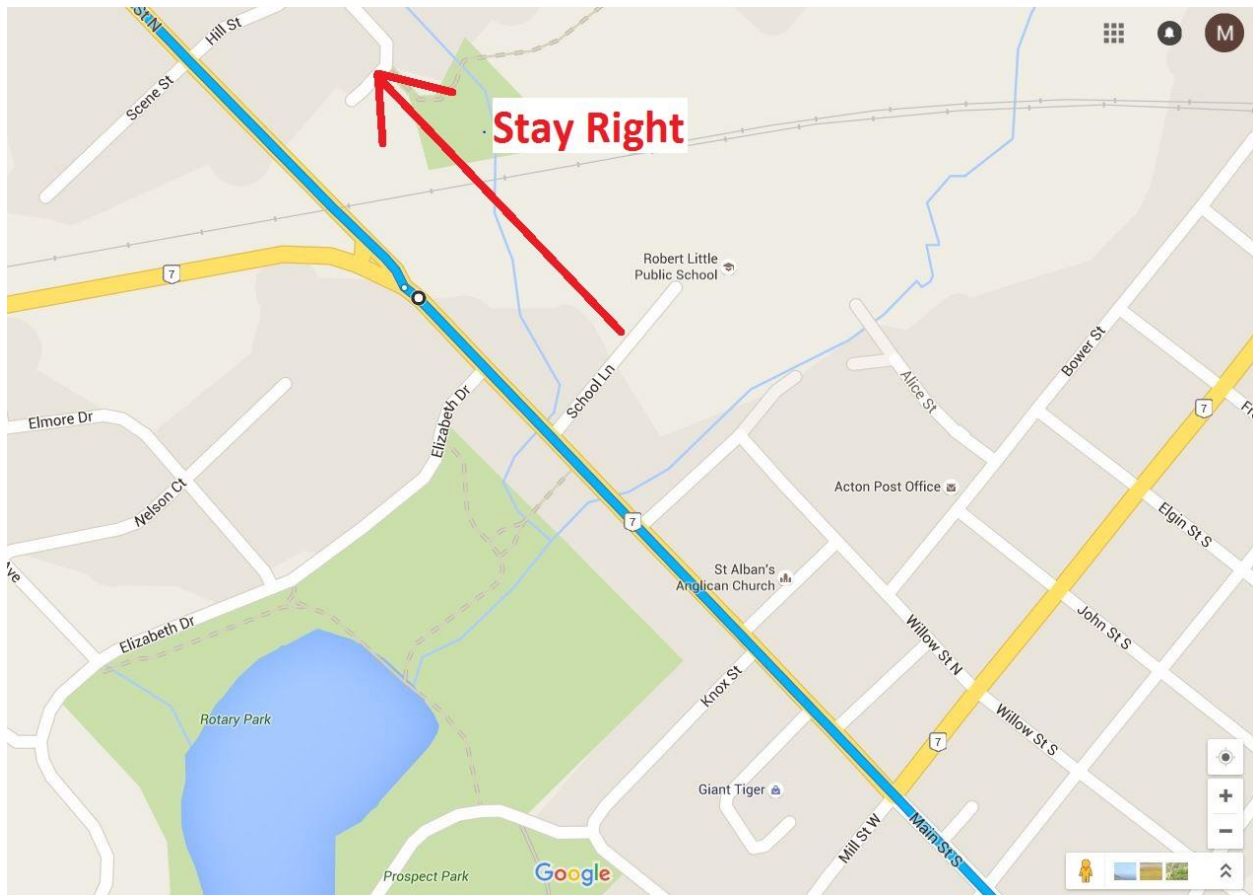 St N
Hill St
M
Scene St
Stay Right
7
Robert Little
Public School
School Ln
Bower St
Alice St
7
Elmore Dr
Elizabeth Dr
Nelson Ct
Acton Post Office
7
Elgin St S
St Alban's
Anglican Church
Ave
Elizabeth Dr
John St S
Willow St N
Knox St
Rotary Park
Willow St S
7
Giant Tiger
Main St S
Mill St W
Prospect Park
Google